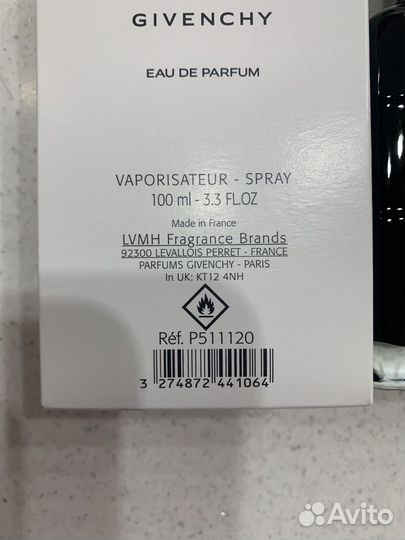 GIVENCHY
EAU DE PARFUM
VAPORISATEUR - SPRAY
100 ml - 3.3 FL.OZ
Made in France
LVMH Fragrance Brands
92300 LEVALLOIS PERRET - FRANCE
PARFUMS GIVENCHY - PARIS
In UK: KT12 4NH
Réf. P511120
3 274872 441064
Avito